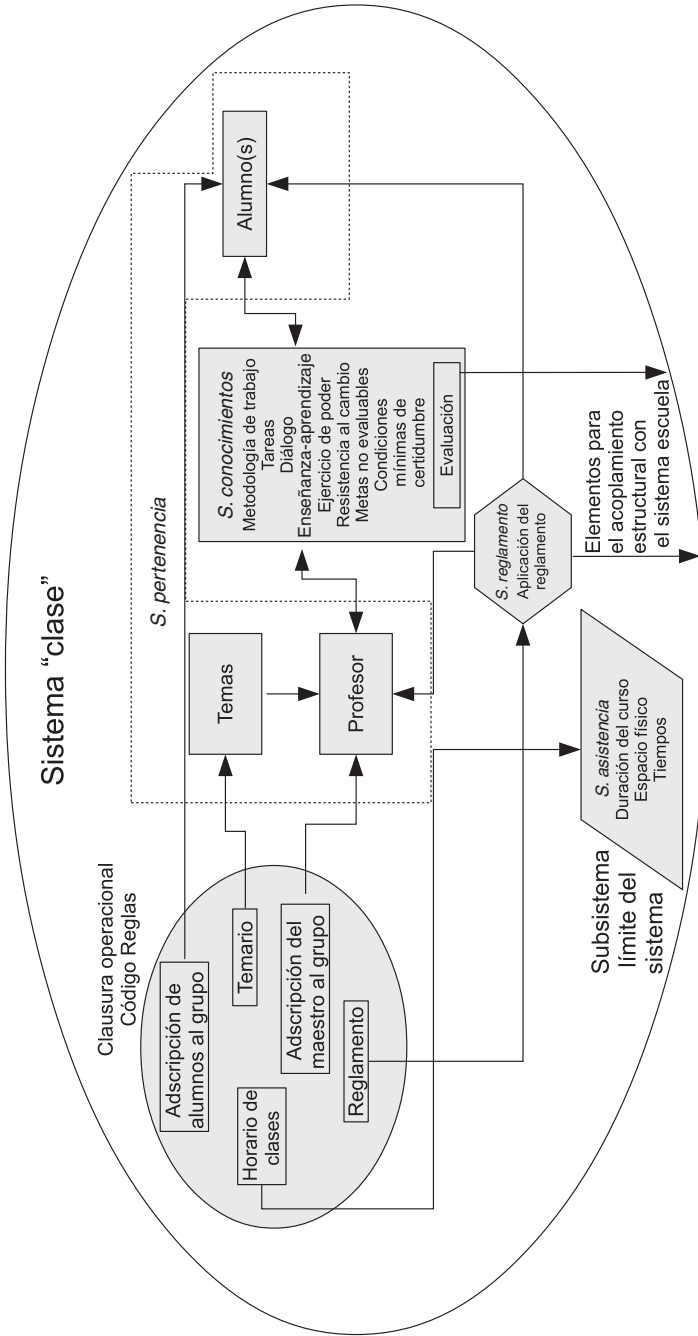 Sistema “clase”
Clausura operacional
Código Reglas
Adscripción de
alumnos al grupo
Temario
Horario de
clases
Adscripción del
maestro al grupo
Reglamento
S. pertenencia
Temas
Profesor
S. conocimientos
Metodología de trabajo
Tareas
Diálogo
Enseñanza-aprendizaje
Ejercicio de poder
Resistencia al cambio
Metas no evaluables
Condiciones
mínimas de
certidumbre
Evaluación
Alumno(s)
S. reglamento
Aplicación del
reglamento
Elementos para
el acoplamiento
estructural con
el sistema escuela
S. asistencia
Duración del curso
Espacio físico
Tiempos
Subsistema
límite del
sistema